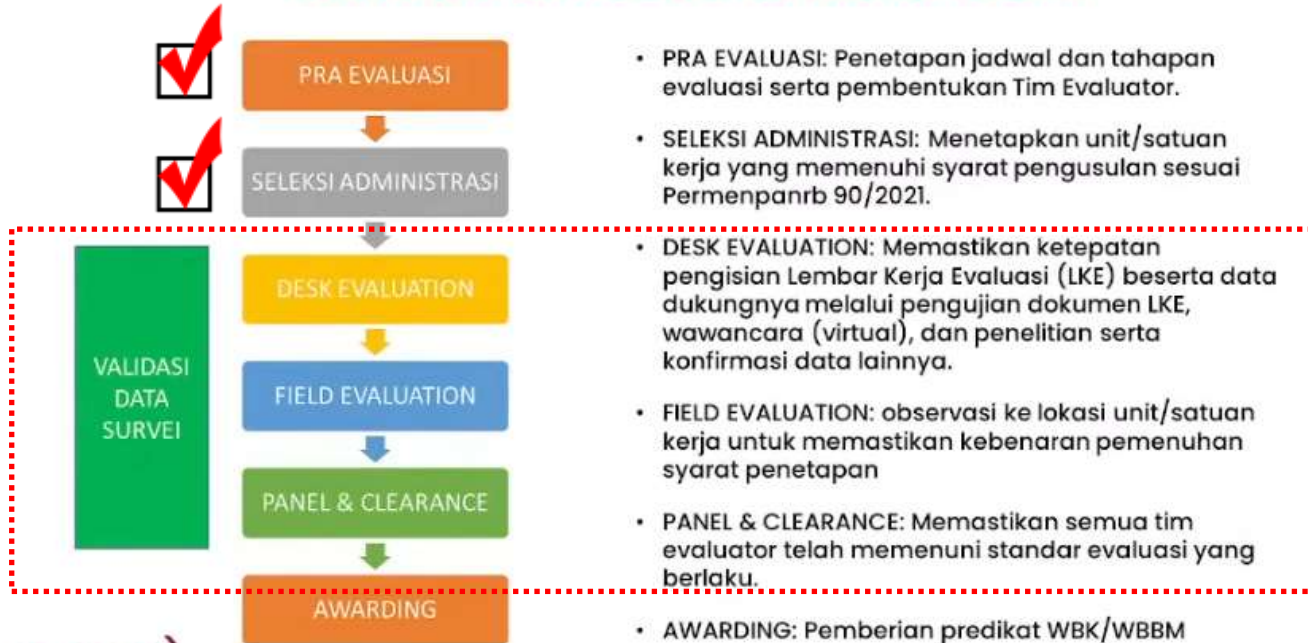 PRA EVALUASI
SELEKSI ADMINISTRASI
DESK EVALUATION
FIELD EVALUATION
PANEL & CLEARANCE
AWARDING
VALIDASI
DATA
SURVEI
• PRA EVALUASI: Penetapan jadwal dan tahapan
evaluasi serta pembentukan Tim Evaluator.
• SELEKSI ADMINISTRASI: Menetapkan unit/satuan
kerja yang memenuhi syarat pengusulan sesuai
Permenpanrb 90/2021.
• DESK EVALUATION: Memastikan ketepatan
pengisian Lembar Kerja Evaluasi (LKE) beserta data
dukungnya melalui pengujian dokumen LKE,
wawancara (virtual), dan penelitian serta
konfirmasi data lainnya.
• FIELD EVALUATION: observasi ke lokasi unit/satuan
kerja untuk memastikan kebenaran pemenuhan
syarat penetapan
• PANEL & CLEARANCE: Memastikan semua tim
evaluator telah memenuni standar evaluasi yang
berlaku.
• AWARDING: Pemberian predikat WBK/WBBM